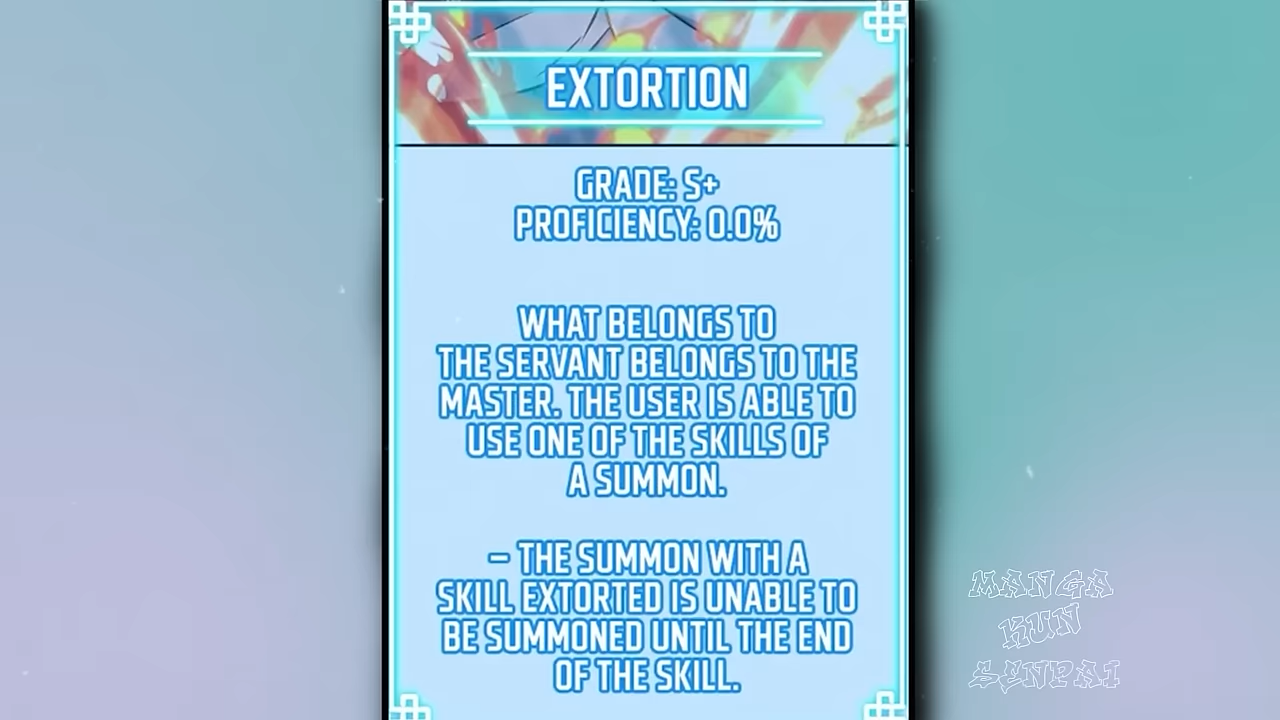 EXTORTION
GRADE: S+
PROFICIENCY: 0.0%
WHAT BELONGS TO
THE SERVANT BELONGS TO THE
MASTER. THE USER IS ABLE TO
USE ONE OF THE SKILLS OF
A SUMMON.
– THE SUMMON WITH A
SKILL EXTORTED IS UNABLE TO
BE SUMMONED UNTIL THE END
OF THE SKILL.
MANGA
KUN
SENPAI